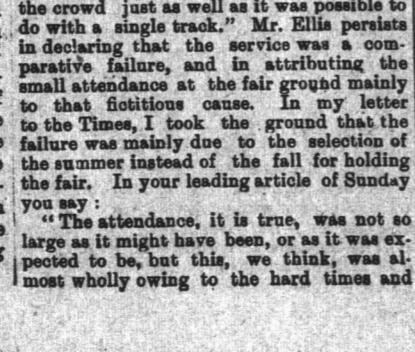 the crowd just as well as it was possible to
do with a single track." Mr. Ellis persists
in declaring that the service was a com-
parative failure, and in attributing the
small attendance at the fair ground mainly
to that fictitious cause. In my letter
to the Times, I took the ground that the
failure was mainly due to the selection of
the summer instead of the fall for holding
the fair. In your leading article of Sunday
you say :
"The attendance, it is true, was not so
large as it might have been, or as it was ex-
pected to be, but this, we think, was al-
most wholly owing to the hard times and